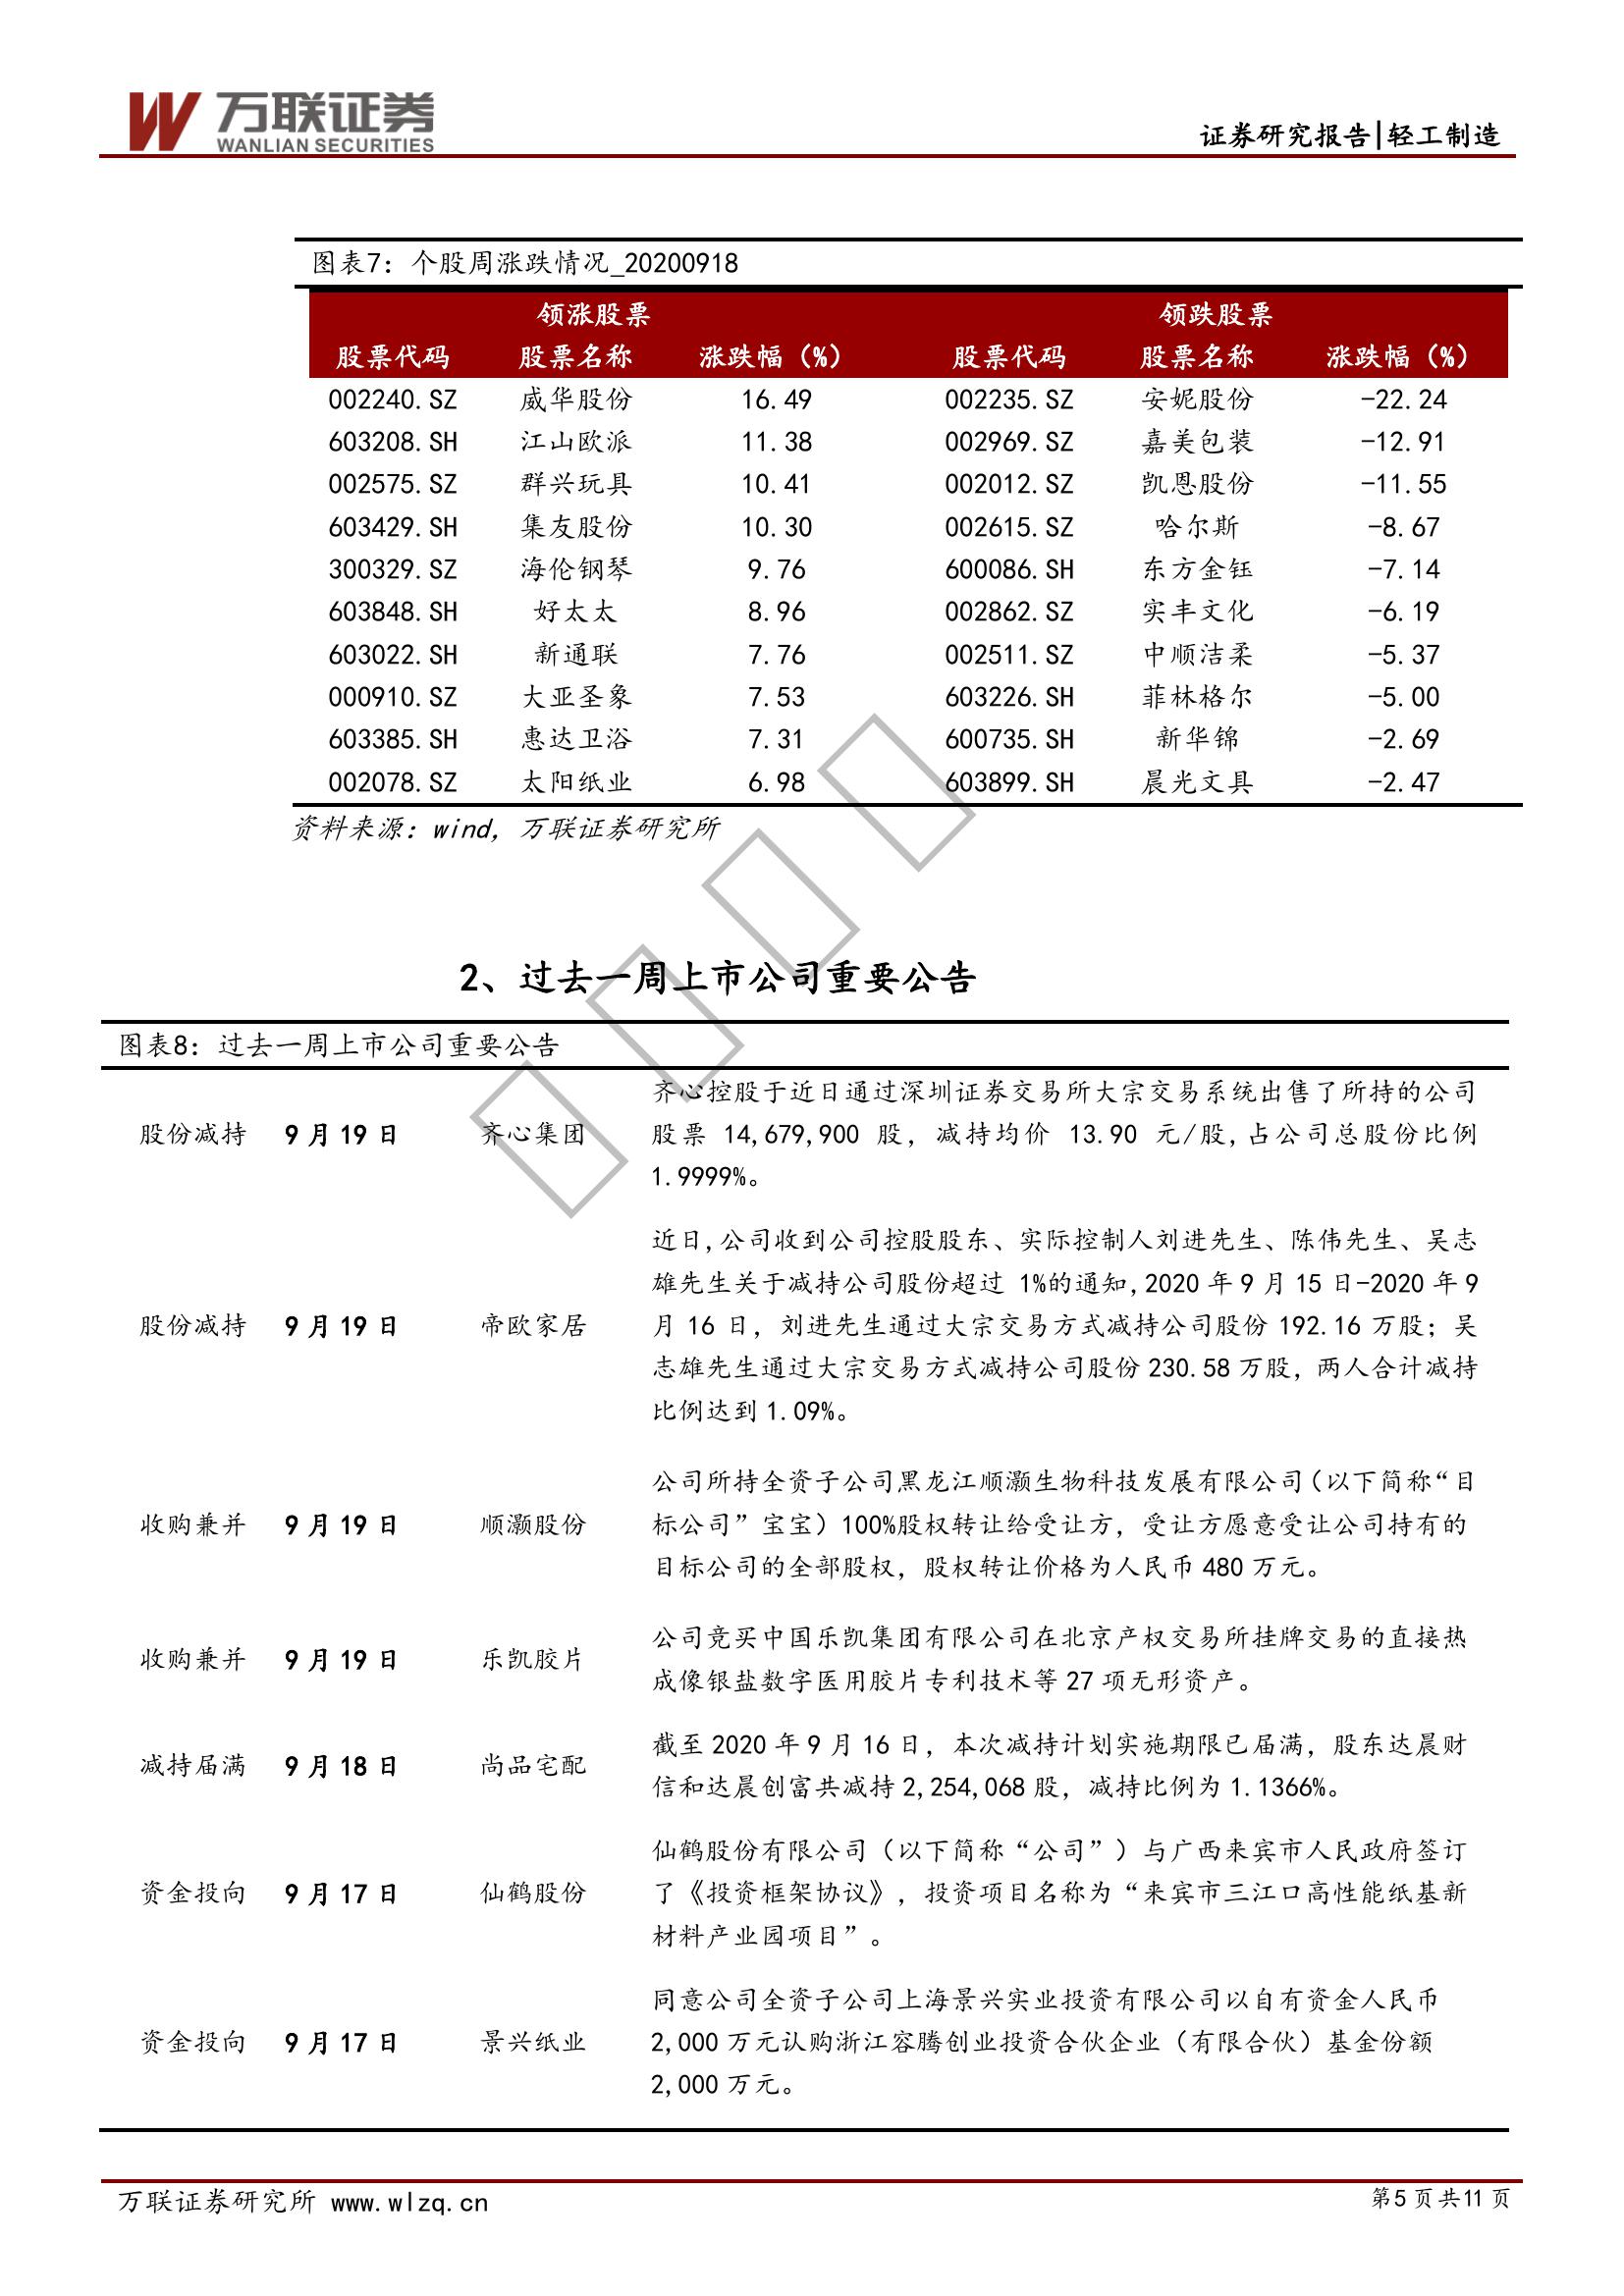 万联证券
WANLIAN SECURITIES
证券研究报告|轻工制造
图表7：个股周涨跌情况_20200918
领涨股票 领跌股票
股票代码 股票名称 涨跌幅（%） 股票代码 股票名称 涨跌幅（%）
002240.SZ 威华股份 16.49 002235.SZ 安妮股份 -22.24
603208.SH 江山欧派 11.38 002969.SZ 嘉美包装 -12.91
002575.SZ 群兴玩具 10.41 002012.SZ 凯恩股份 -11.55
603429.SH 集友股份 10.30 002615.SZ 哈尔斯 -8.67
300329.SZ 海伦钢琴 9.76 600086.SH 东方金钰 -7.14
603848.SH 好太太 8.96 002862.SZ 实丰文化 -6.19
603022.SH 新通联 7.76 002511.SZ 中顺洁柔 -5.37
000910.SZ 大亚圣象 7.53 603226.SH 菲林格尔 -5.00
603385.SH 惠达卫浴 7.31 600735.SH 新华锦 -2.69
002078.SZ 太阳纸业 6.98 603899.SH 晨光文具 -2.47
资料来源：wind，万联证券研究所
2、过去一周上市公司重要公告
图表8：过去一周上市公司重要公告
股份减持 9月19日 齐心集团
齐心控股于近日通过深圳证券交易所大宗交易系统出售了所持的公司
股票 14,679,900 股，减持均价 13.90 元/股,占公司总股份比例
1.9999%。
股份减持 9月19日 帝欧家居
近日,公司收到公司控股股东、实际控制人刘进先生、陈伟先生、吴志
雄先生关于减持公司股份超过 1%的通知,2020 年 9 月 15 日-2020 年 9
月 16 日，刘进先生通过大宗交易方式减持公司股份 192.16 万股；吴
志雄先生通过大宗交易方式减持公司股份 230.58 万股，两人合计减持
比例达到 1.09%。
收购兼并 9月19日 顺灏股份
公司所持全资子公司黑龙江顺灏生物科技发展有限公司（以下简称“目
标公司”宝宝）100%股权转让给受让方，受让方愿意受让公司持有的
目标公司的全部股权，股权转让价格为人民币 480 万元。
收购兼并 9月19日 乐凯胶片
公司竞买中国乐凯集团有限公司在北京产权交易所挂牌交易的直接热
成像银盐数字医用胶片专利技术等 27 项无形资产。
减持届满 9月18日 尚品宅配
截至 2020 年 9 月 16 日，本次减持计划实施期限已届满，股东达晨财
信和达晨创富共减持 2,254,068 股，减持比例为 1.1366%。
资金投向 9月17日 仙鹤股份
仙鹤股份有限公司（以下简称“公司”）与广西来宾市人民政府签订
了《投资框架协议》，投资项目名称为“来宾市三江口高性能纸基新
材料产业园项目”。
资金投向 9月17日 景兴纸业
同意公司全资子公司上海景兴实业投资有限公司以自有资金人民币
2,000 万元认购浙江容腾创业投资合伙企业（有限合伙）基金份额
2,000 万元。
万联证券研究所 www.wlzq.cn 第5页共11页